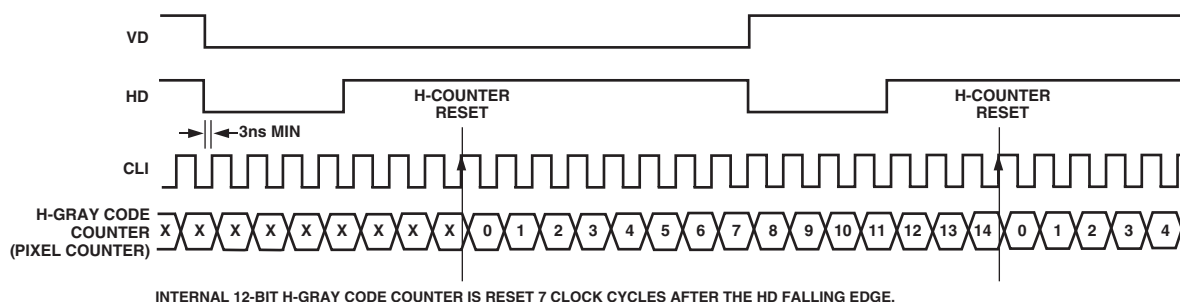 VD
HD
H-COUNTER
RESET
H-COUNTER
RESET
3ns MIN
CLI
H-GRAY CODE
COUNTER
(PIXEL COUNTER)
X X X X X X X X X 0 1 2 3 4 5 6 7 8 9 10 11 12 13 14 0 1 2 3 4
INTERNAL 12-BIT H-GRAY CODE COUNTER IS RESET 7 CLOCK CYCLES AFTER THE HD FALLING EDGE.